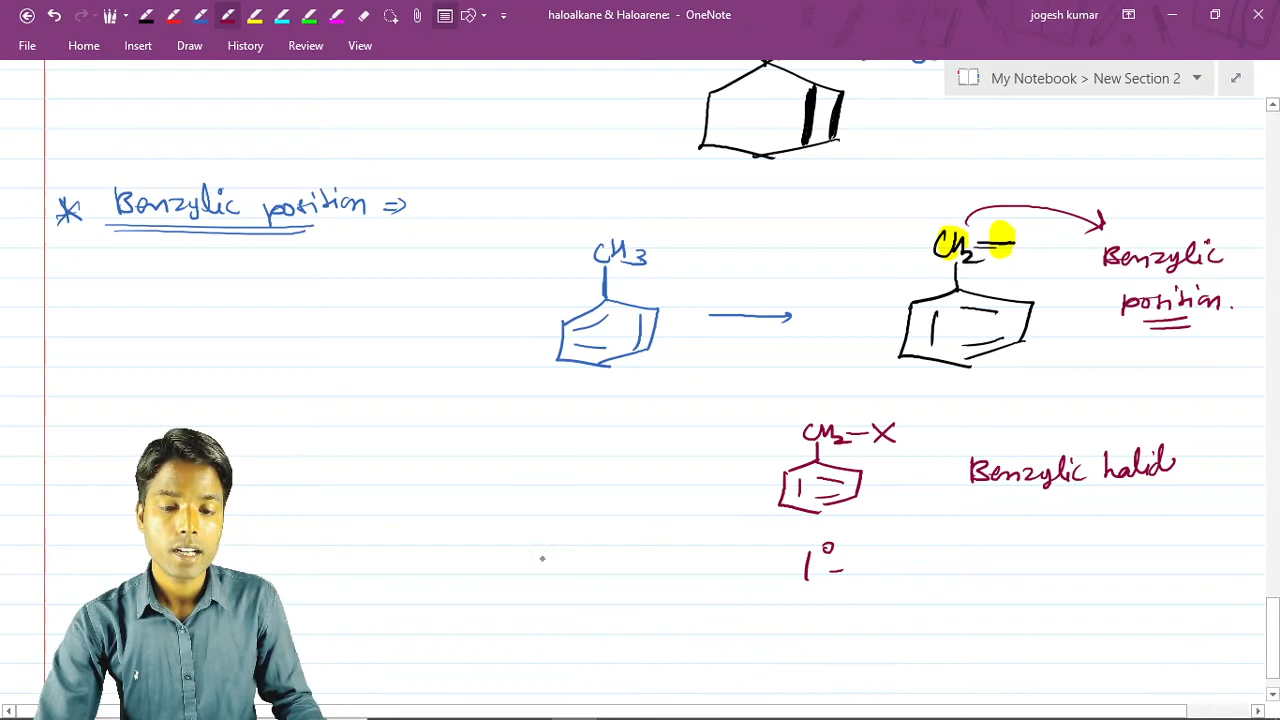 haloalkane & Haloarene: - OneNote
jogesh kumar
File Home Insert Draw History Review View
My Notebook > New Section 2
* Benzylic position ⇒
CH3
CH2
Benzylic
position.
CH2-X
Benzylic halid
1°-